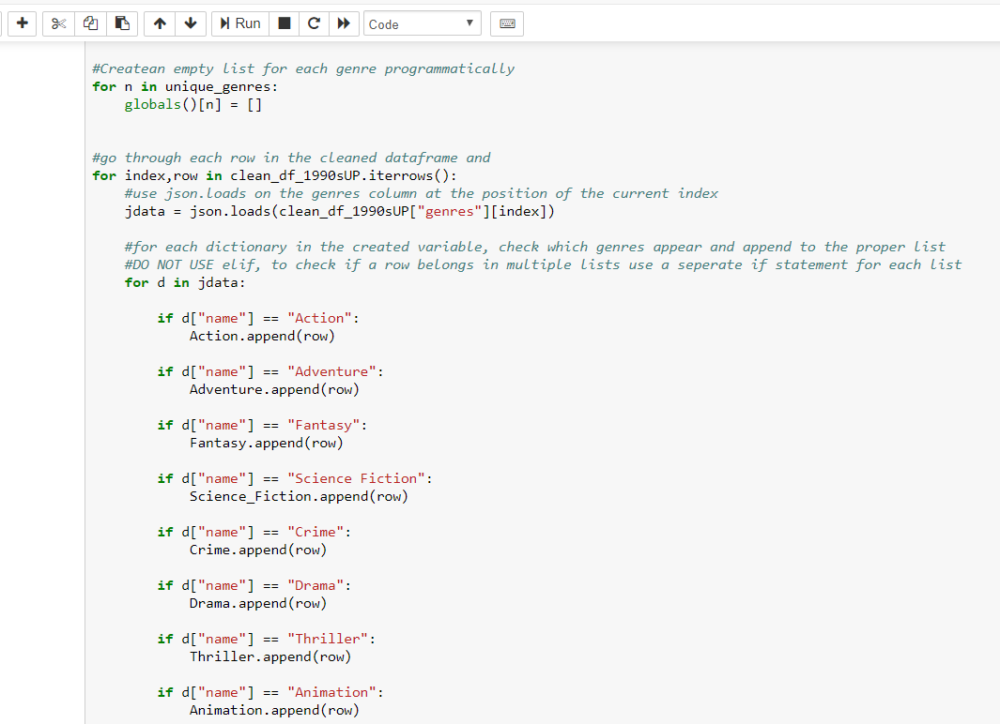 Run
Code
#Createan empty list for each genre programmatically
for n in unique_genres:
    globals()[n] = []
#go through each row in the cleaned dataframe and
for index,row in clean_df_1990sUP.iterrows():
    #use json.loads on the genres column at the position of the current index
    jdata = json.loads(clean_df_1990sUP["genres"][index])
    #for each dictionary in the created variable, check which genres appear and append to the proper list
    #DO NOT USE elif, to check if a row belongs in multiple lists use a seperate if statement for each list
    for d in jdata:
        if d["name"] == "Action":
            Action.append(row)
        if d["name"] == "Adventure":
            Adventure.append(row)
        if d["name"] == "Fantasy":
            Fantasy.append(row)
        if d["name"] == "Science Fiction":
            Science_Fiction.append(row)
        if d["name"] == "Crime":
            Crime.append(row)
        if d["name"] == "Drama":
            Drama.append(row)
        if d["name"] == "Thriller":
            Thriller.append(row)
        if d["name"] == "Animation":
            Animation.append(row)